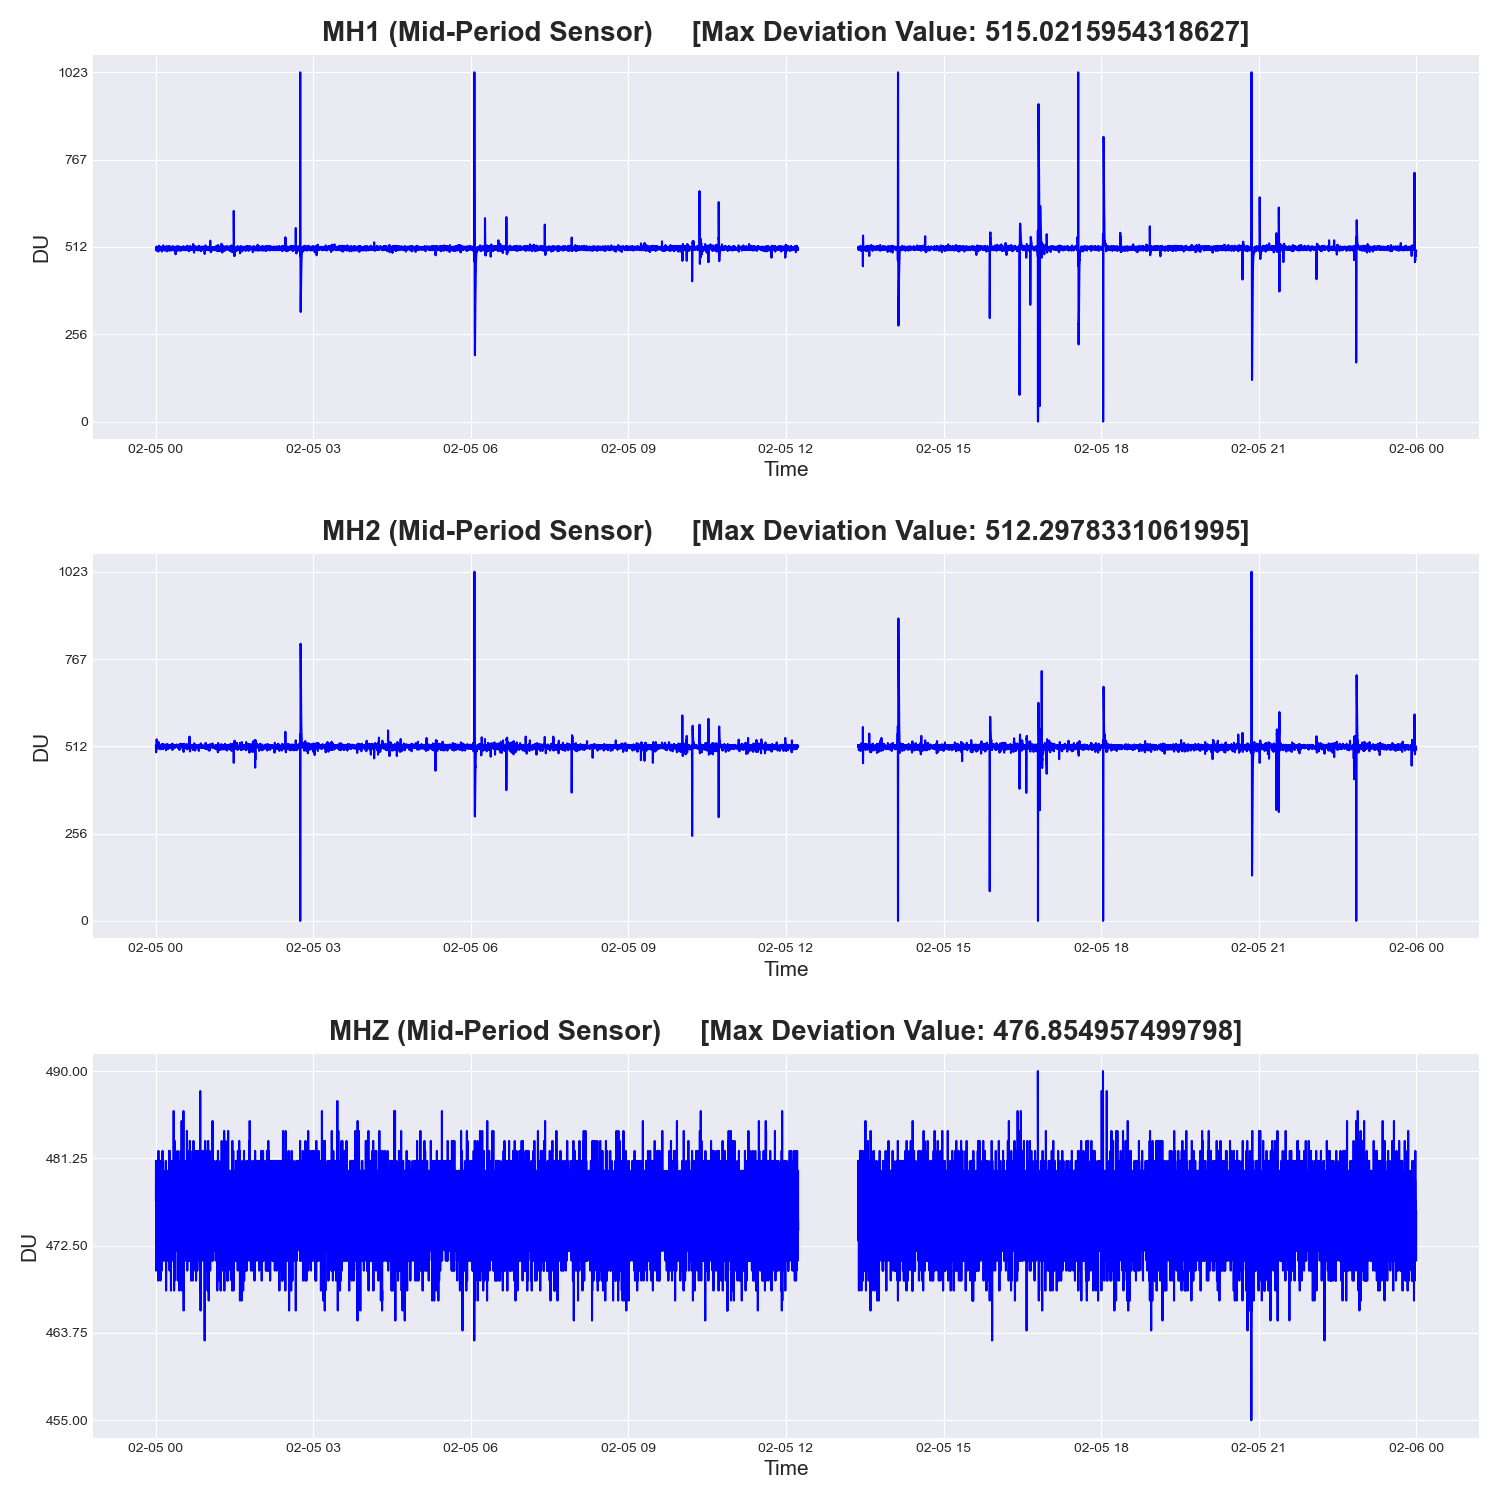 MH1 (Mid-Period Sensor) [Max Deviation Value: 515.0215954318627]
1023
767
512
256
0
DU
02-05 00 02-05 03 02-05 06 02-05 09 02-05 12 02-05 15 02-05 18 02-05 21 02-06 00
Time
MH2 (Mid-Period Sensor) [Max Deviation Value: 512.2978331061995]
1023
767
512
256
0
DU
02-05 00 02-05 03 02-05 06 02-05 09 02-05 12 02-05 15 02-05 18 02-05 21 02-06 00
Time
MHZ (Mid-Period Sensor) [Max Deviation Value: 476.854957499798]
490.00
481.25
472.50
463.75
455.00
DU
02-05 00 02-05 03 02-05 06 02-05 09 02-05 12 02-05 15 02-05 18 02-05 21 02-06 00
Time